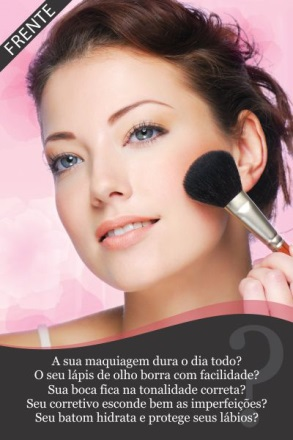 FRENTE
A sua maquiagem dura o dia todo?
O seu lápis de olho borra com facilidade?
Sua boca fica na tonalidade correta?
Seu corretivo esconde bem as imperfeições?
Seu batom hidrata e protege seus lábios?
?